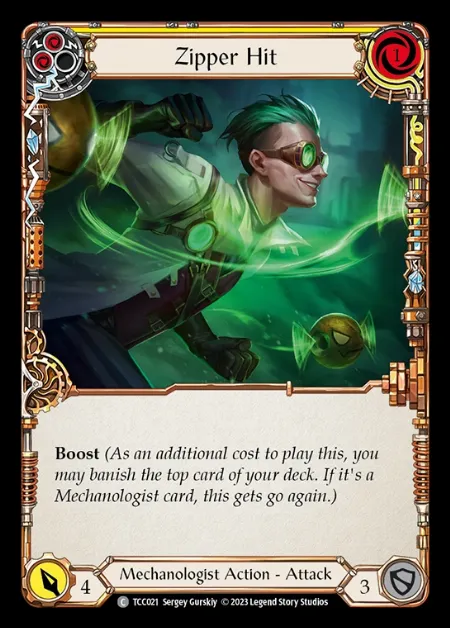 Zipper Hit
1
Boost (As an additional cost to play this, you
may banish the top card of your deck. If it's a
Mechanologist card, this gets go again.)
4
Mechanologist Action - Attack
3
C TCC021 Sergey Gurskiy © 2023 Legend Story Studios